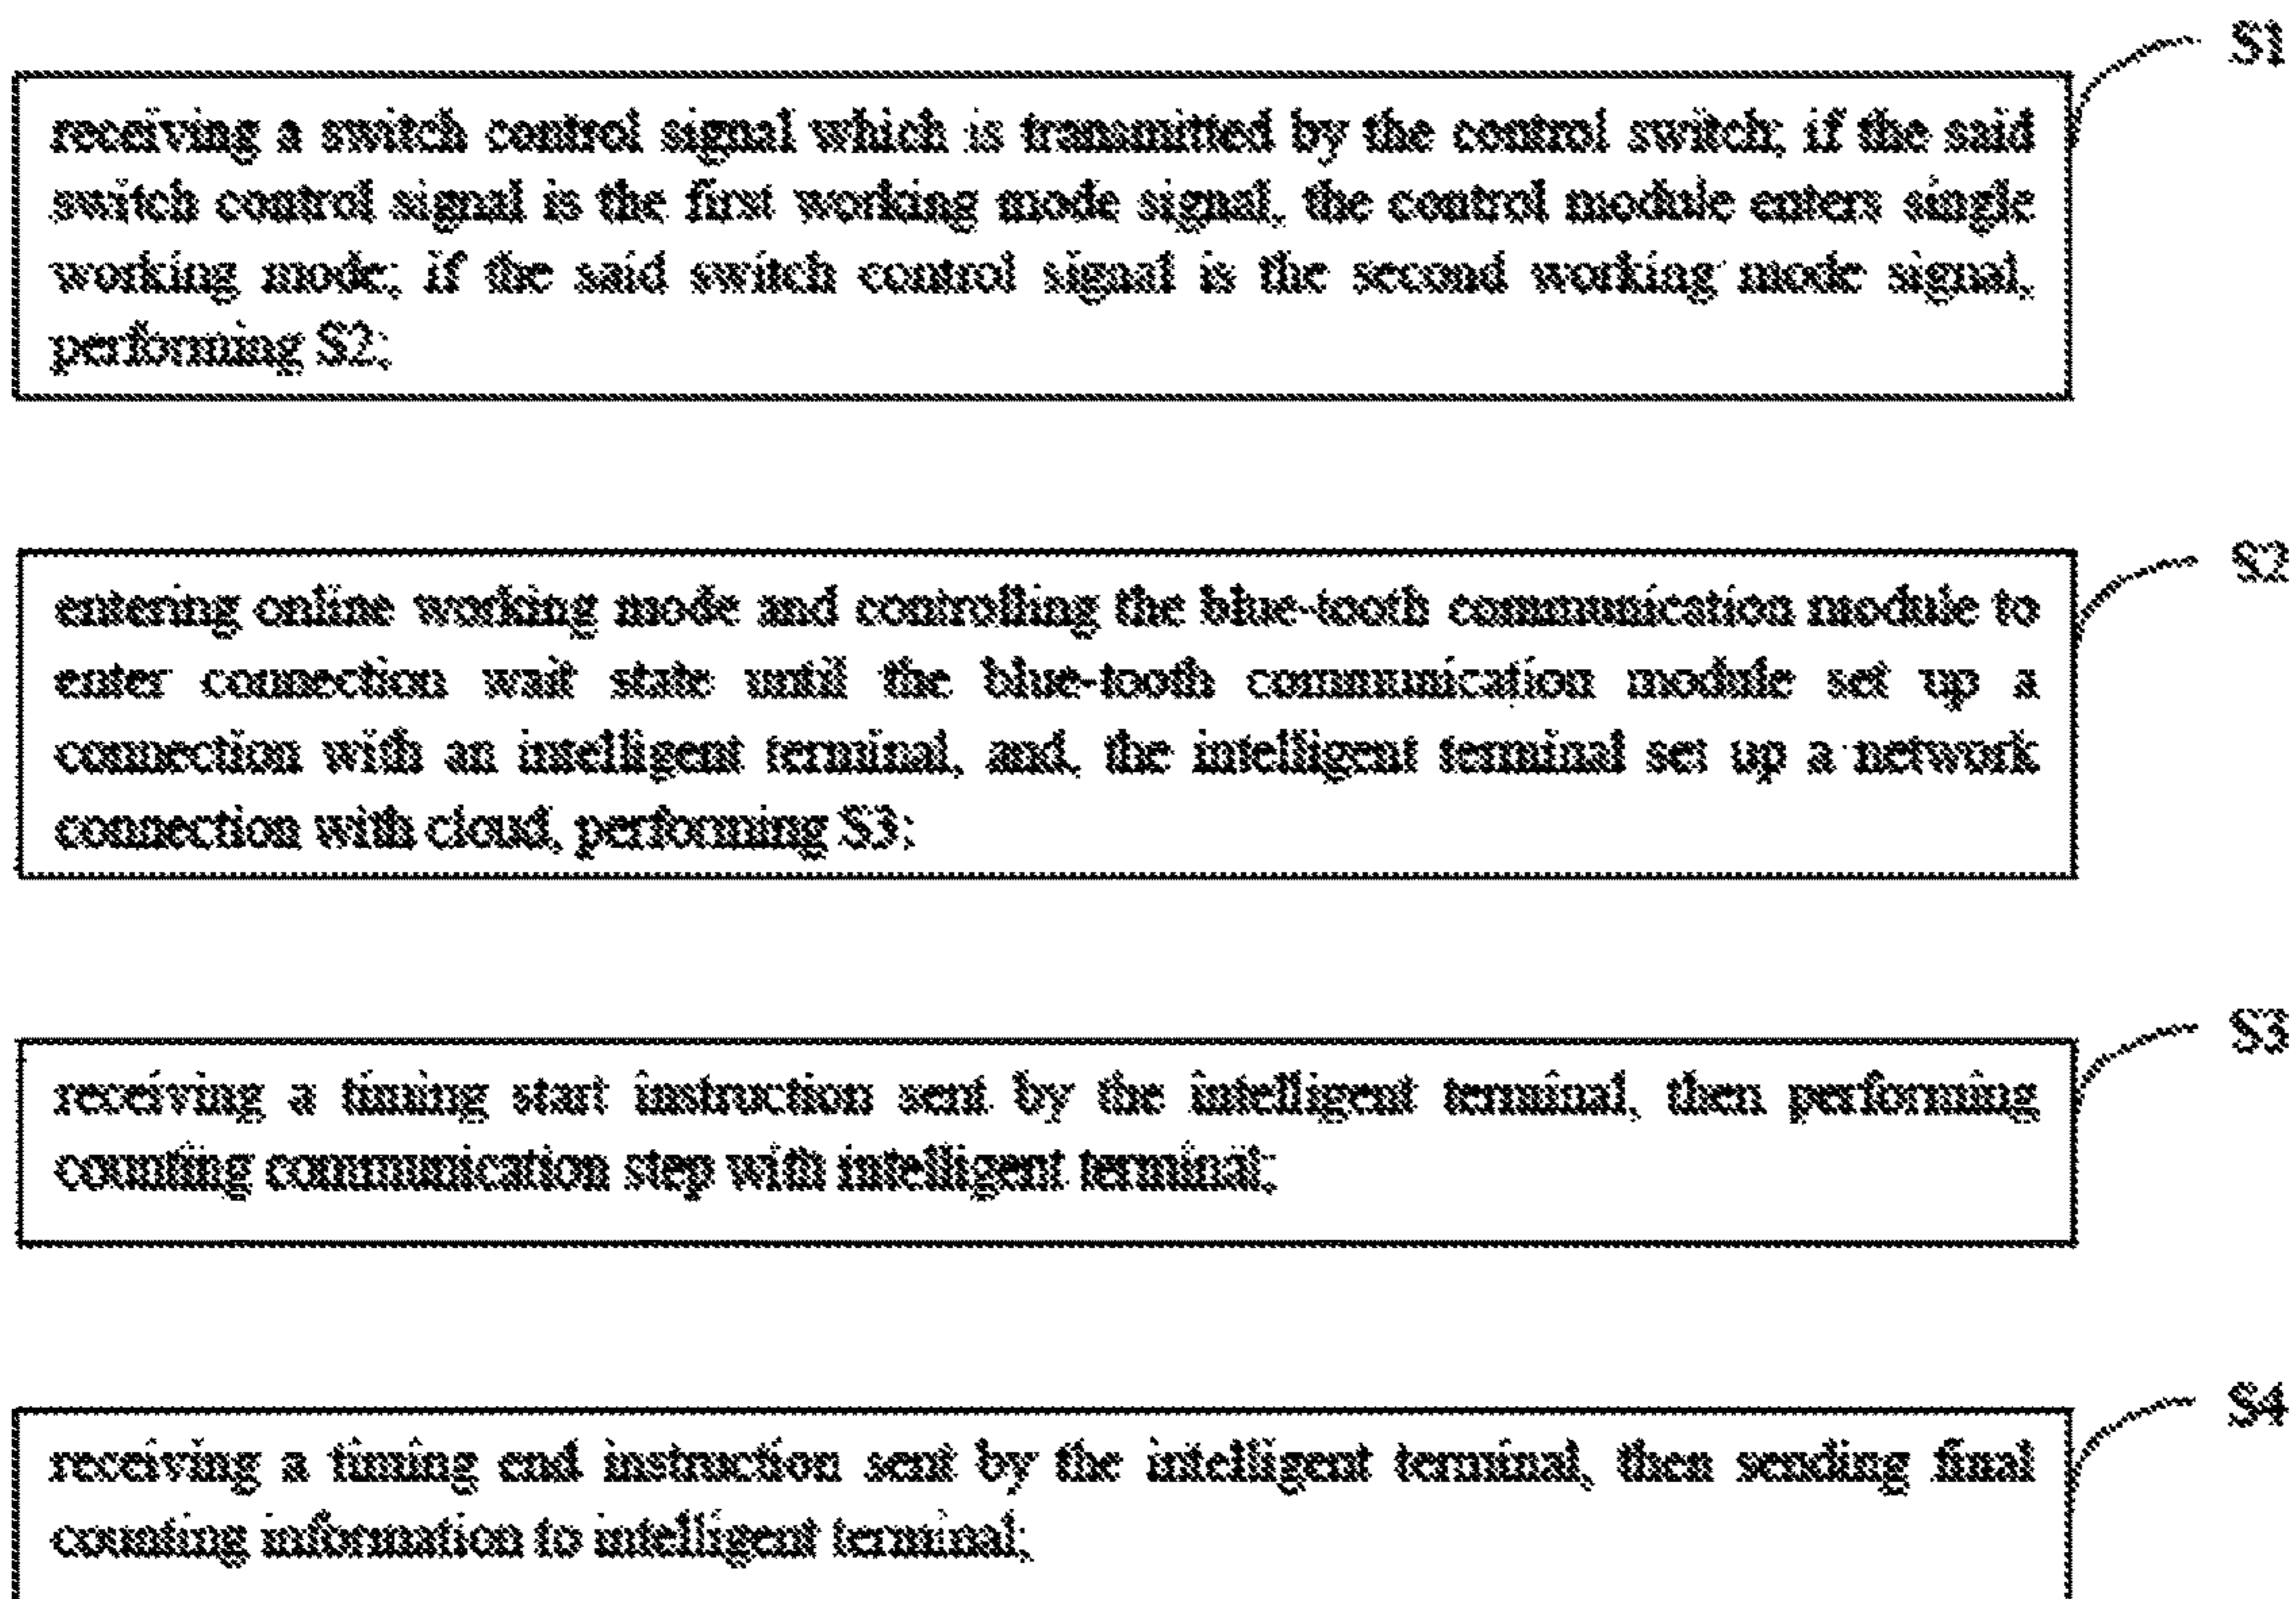 S1
receiving a switch control signal which is transmitted by the control switch; if the said
switch control signal is the first working mode signal, the control module enters single
working mode; if the said switch control signal is the second working mode signal,
performing S2;
S2
entering online working mode and controlling the blue-tooth communication module to
enter connection wait state until the blue-tooth communication module set up a
connection with an intelligent terminal, and, the intelligent terminal set up a network
connection with cloud, performing S3;
S3
receiving a timing start instruction sent by the intelligent terminal, then performing
counting communication step with intelligent terminal;
S4
receiving a timing end instruction sent by the intelligent terminal, then sending final
counting information to intelligent terminal;